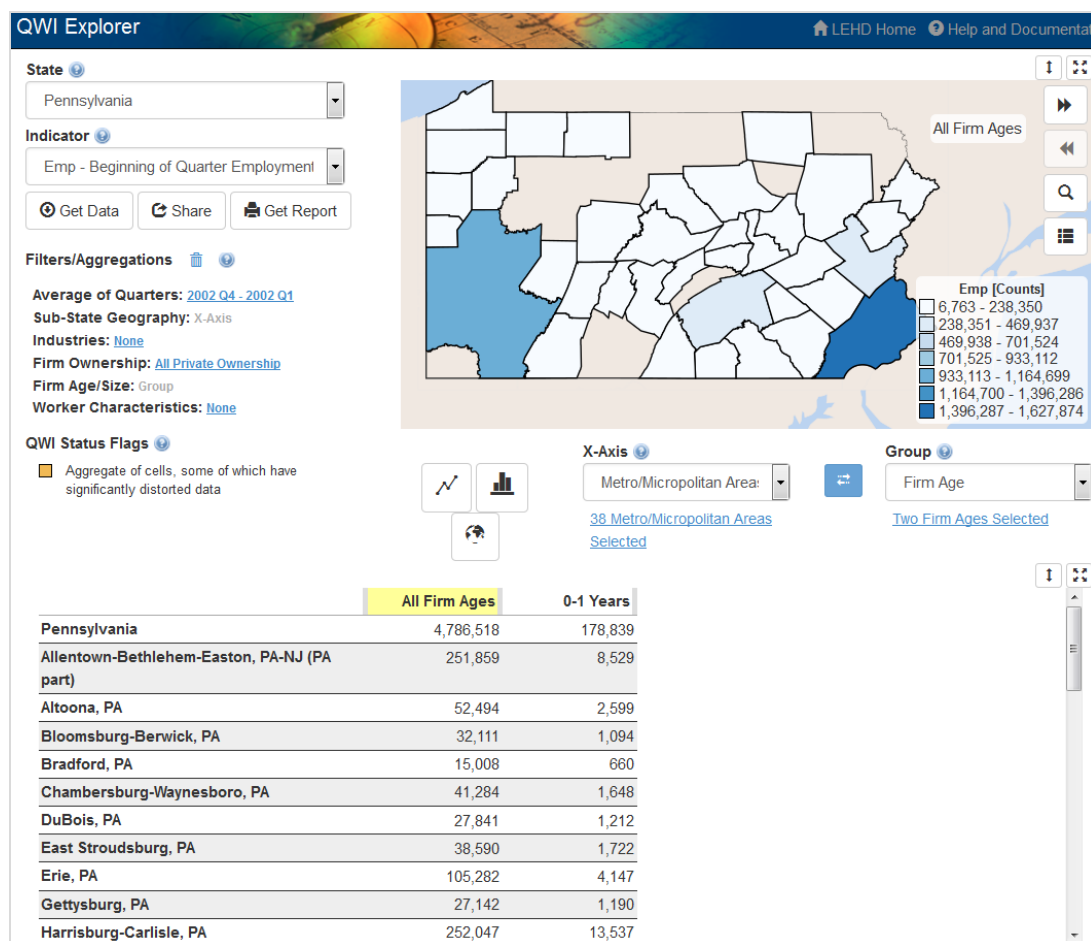 QWI Explorer
LEHD Home Help and Documentat
State
Pennsylvania
Indicator
Emp - Beginning of Quarter Employment
Get Data Share Get Report
Filters/Aggregations
Average of Quarters: 2002 Q4 - 2002 Q1
Sub-State Geography: X-Axis
Industries: None
Firm Ownership: All Private Ownership
Firm Age/Size: Group
Worker Characteristics: None
QWI Status Flags
Aggregate of cells, some of which have
significantly distorted data
All Firm Ages
Emp [Counts]
6,763 - 238,350
238,351 - 469,937
469,938 - 701,524
701,525 - 933,112
933,113 - 1,164,699
1,164,700 - 1,396,286
1,396,287 - 1,627,874
X-Axis
Metro/Micropolitan Areas
38 Metro/Micropolitan Areas
Selected
Group
Firm Age
Two Firm Ages Selected
All Firm Ages 0-1 Years
Pennsylvania 4,786,518 178,839
Allentown-Bethlehem-Easton, PA-NJ (PA
part) 251,859 8,529
Altoona, PA 52,494 2,599
Bloomsburg-Berwick, PA 32,111 1,094
Bradford, PA 15,008 660
Chambersburg-Waynesboro, PA 41,284 1,648
DuBois, PA 27,841 1,212
East Stroudsburg, PA 38,590 1,722
Erie, PA 105,282 4,147
Gettysburg, PA 27,142 1,190
Harrisburg-Carlisle, PA 252,047 13,537